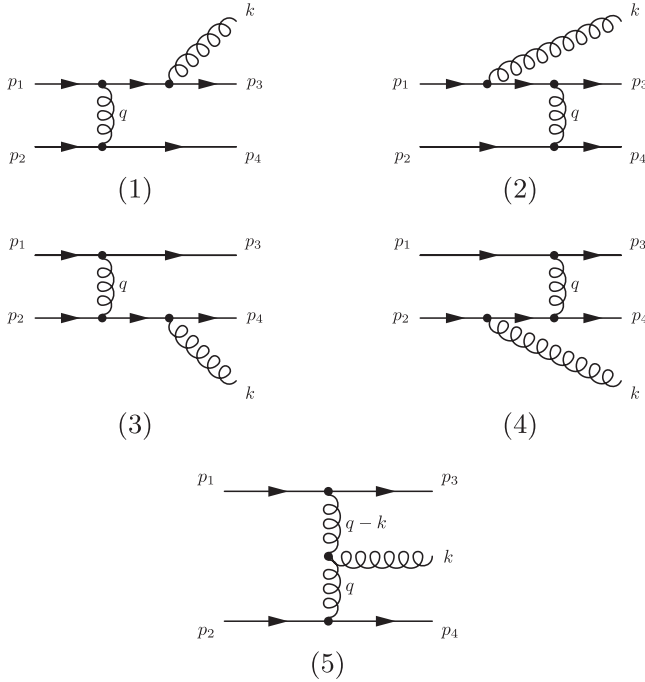 k k
p₁ p₃ p₁ p₃
q q
p₂ p₄ p₂ p₄
(1) (2)
p₁ p₃ p₁ p₃
q q
p₂ p₄ p₂ p₄
k k
(3) (4)
p₁ p₃
q − k
k
q
p₂ p₄
(5)